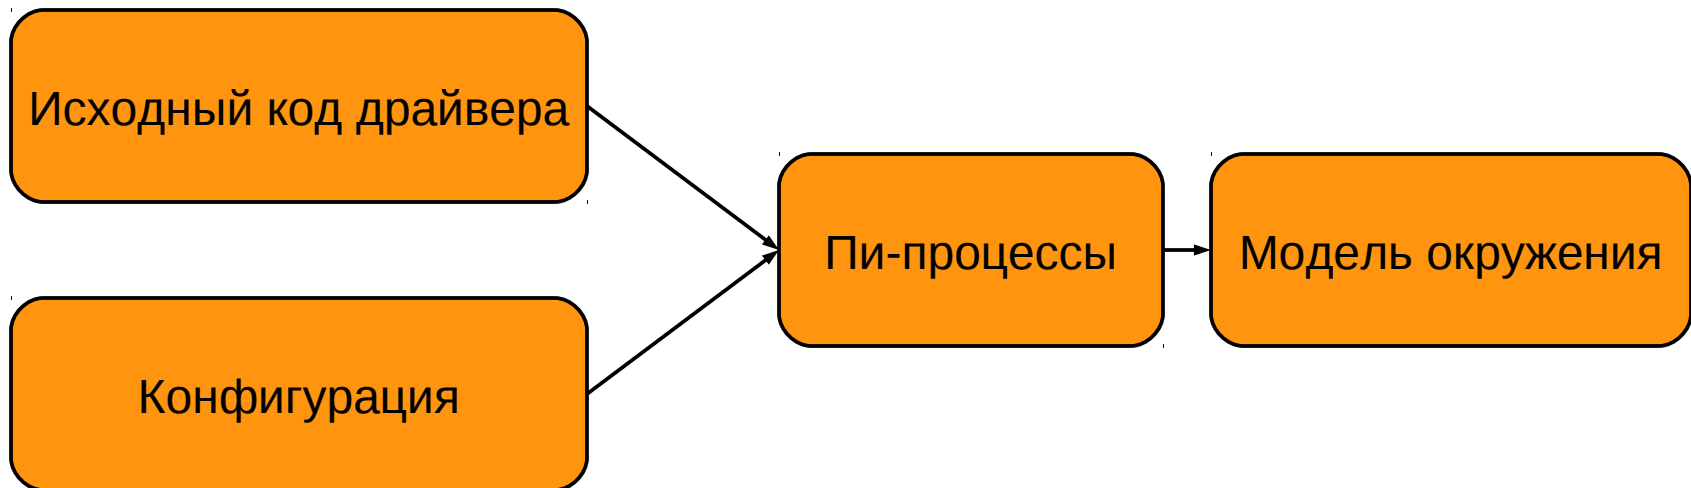 Исходный код драйвера
Пи-процессы
Модель окружения
Конфигурация